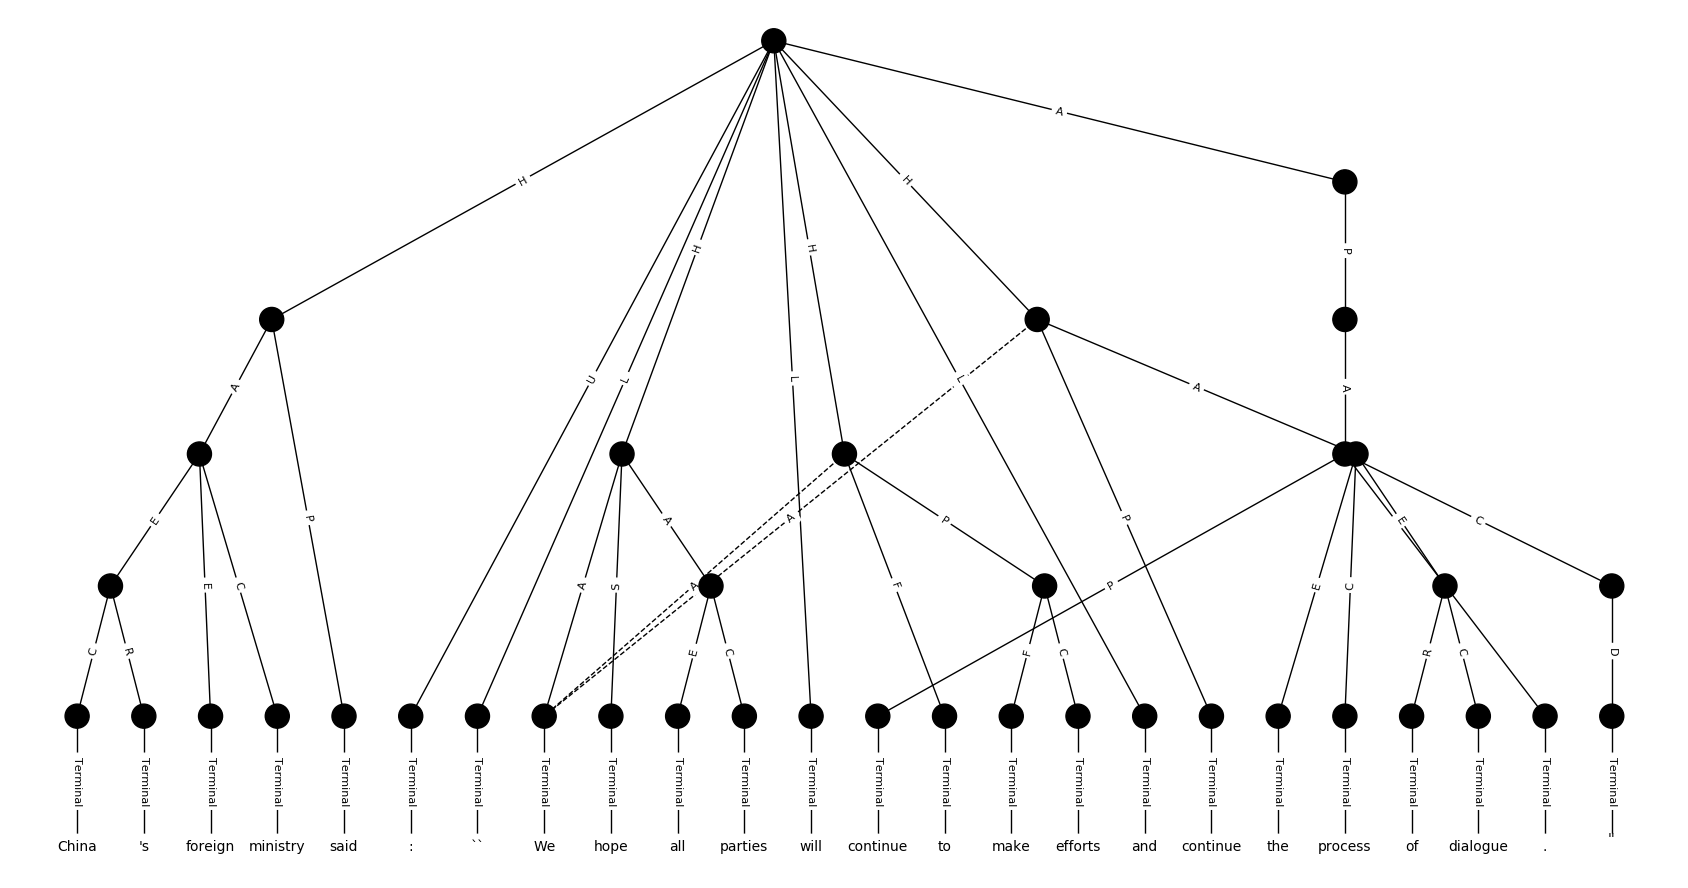 A
H
H
P
H
H
U
L
L
L
A
A
A
E
P
A
A
P
P
P
E
C
E
E
C
A
S
A
F
E
C
D
C
R
E
C
F
C
R
C
Terminal Terminal Terminal Terminal Terminal Terminal Terminal Terminal Terminal Terminal Terminal Terminal Terminal Terminal Terminal Terminal Terminal Terminal Terminal Terminal Terminal Terminal Terminal Terminal
China 's foreign ministry said : `` We hope all parties will continue to make efforts and continue the process of dialogue . "